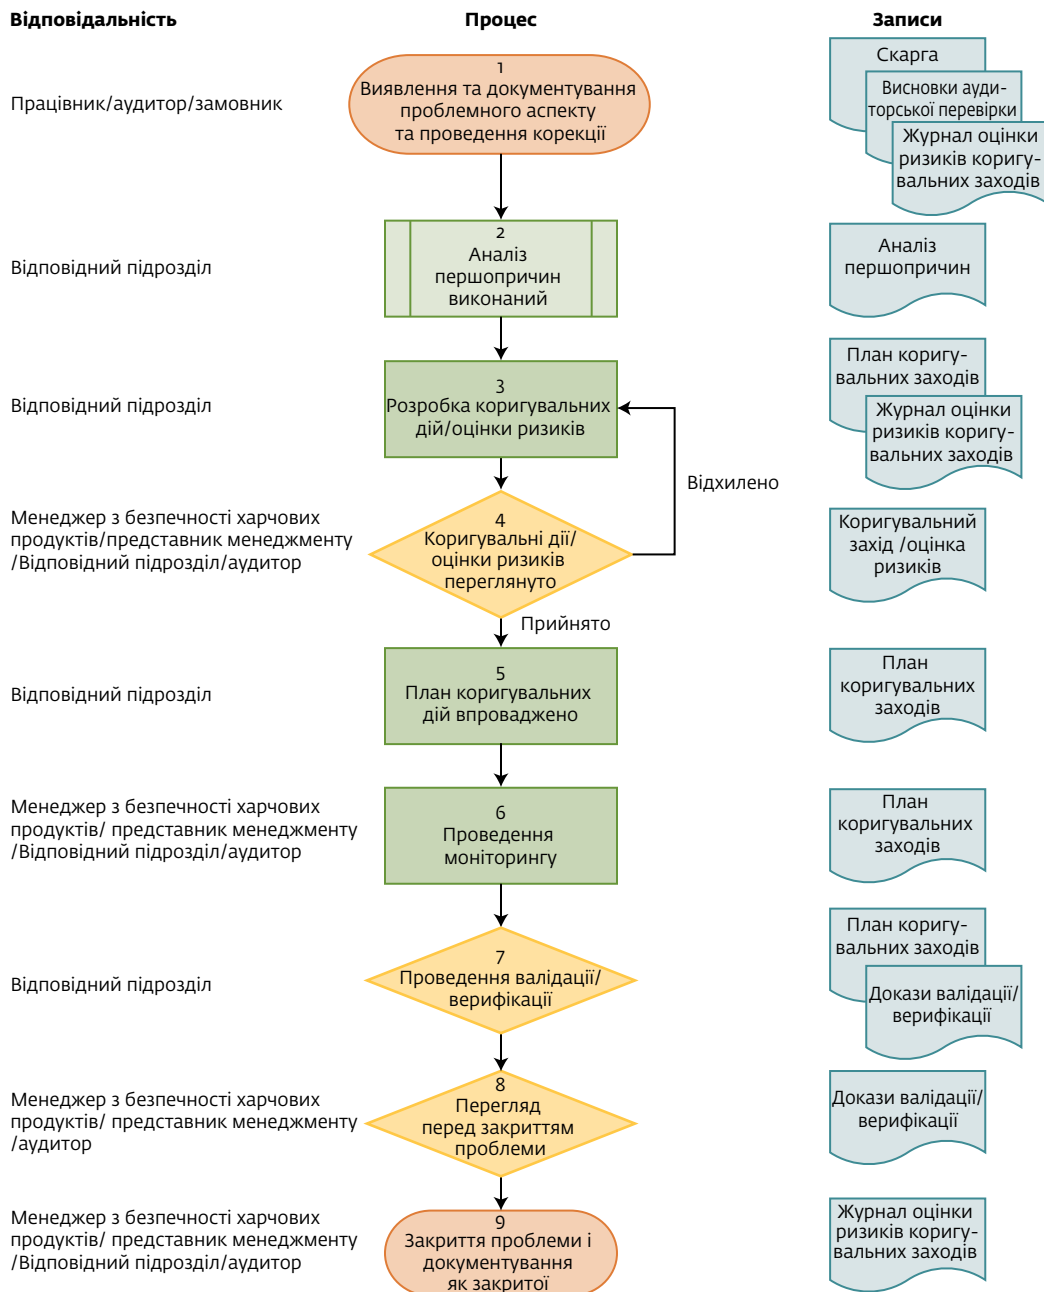 Відповідальність
Процес
Записи
Працівник/аудитор/замовник
1
Виявлення та документування
проблемного аспекту
та проведення корекції
Скарга
Висновки ауди-
торської перевірки
Журнал оцінки
ризиків коригу-
вальних заходів
Відповідний підрозділ
2
Аналіз
першопричин
виконаний
Аналіз
першопричин
Відповідний підрозділ
3
Розробка коригувальних
дій/оцінки ризиків
План коригу-
вальних заходів
Журнал оцінки
ризиків коригу-
вальних заходів
Відхилено
Менеджер з безпечності харчових
продуктів/представник менеджменту
/Відповідний підрозділ/аудитор
4
Коригувальні дії/
оцінки ризиків
переглянуто
Коригувальний
захід /оцінка
ризиків
Прийнято
Відповідний підрозділ
5
План коригувальних
дій впроваджено
План
коригувальних
заходів
Менеджер з безпечності харчових
продуктів/ представник менеджменту
/Відповідний підрозділ/аудитор
6
Проведення
моніторингу
План
коригувальних
заходів
Відповідний підрозділ
7
Проведення валідації/
верифікації
План коригу-
вальних заходів
Докази валідації/
верифікації
Менеджер з безпечності харчових
продуктів/ представник менеджменту
/аудитор
8
Перегляд
перед закриттям
проблеми
Докази валідації/
верифікації
Менеджер з безпечності харчових
продуктів/ представник менеджменту
/Відповідний підрозділ/аудитор
9
Закриття проблеми і
документування
як закритої
Журнал оцінки
ризиків коригу-
вальних заходів